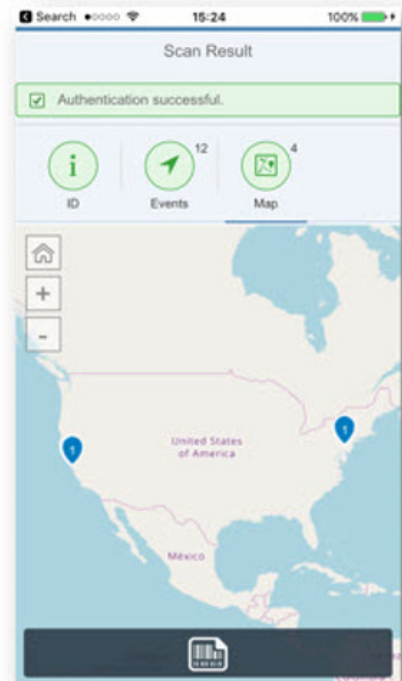 Search 15:24 100%
Scan Result
Authentication successful.
i 12 4
ID Events Map
+
-
1 1
United States
of America
México